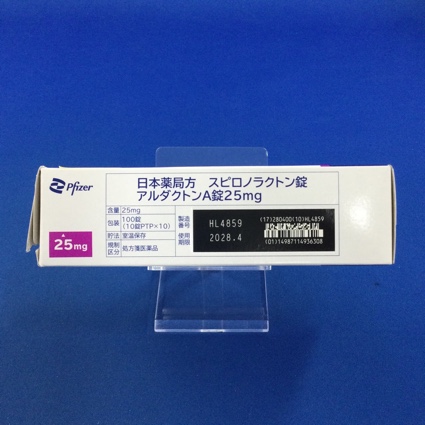 Pfizer
日本薬局方 スピロノラクトン錠
アルダクトンA錠25mg
含量 25mg
包装 100錠
(10錠PTP×10)
貯法 室温保存
規制区分 処方箋医薬品
製造番号 HL4859
使用期限 2028.4
(17)280400(10)HL4859
(01)14987114936308
25mg